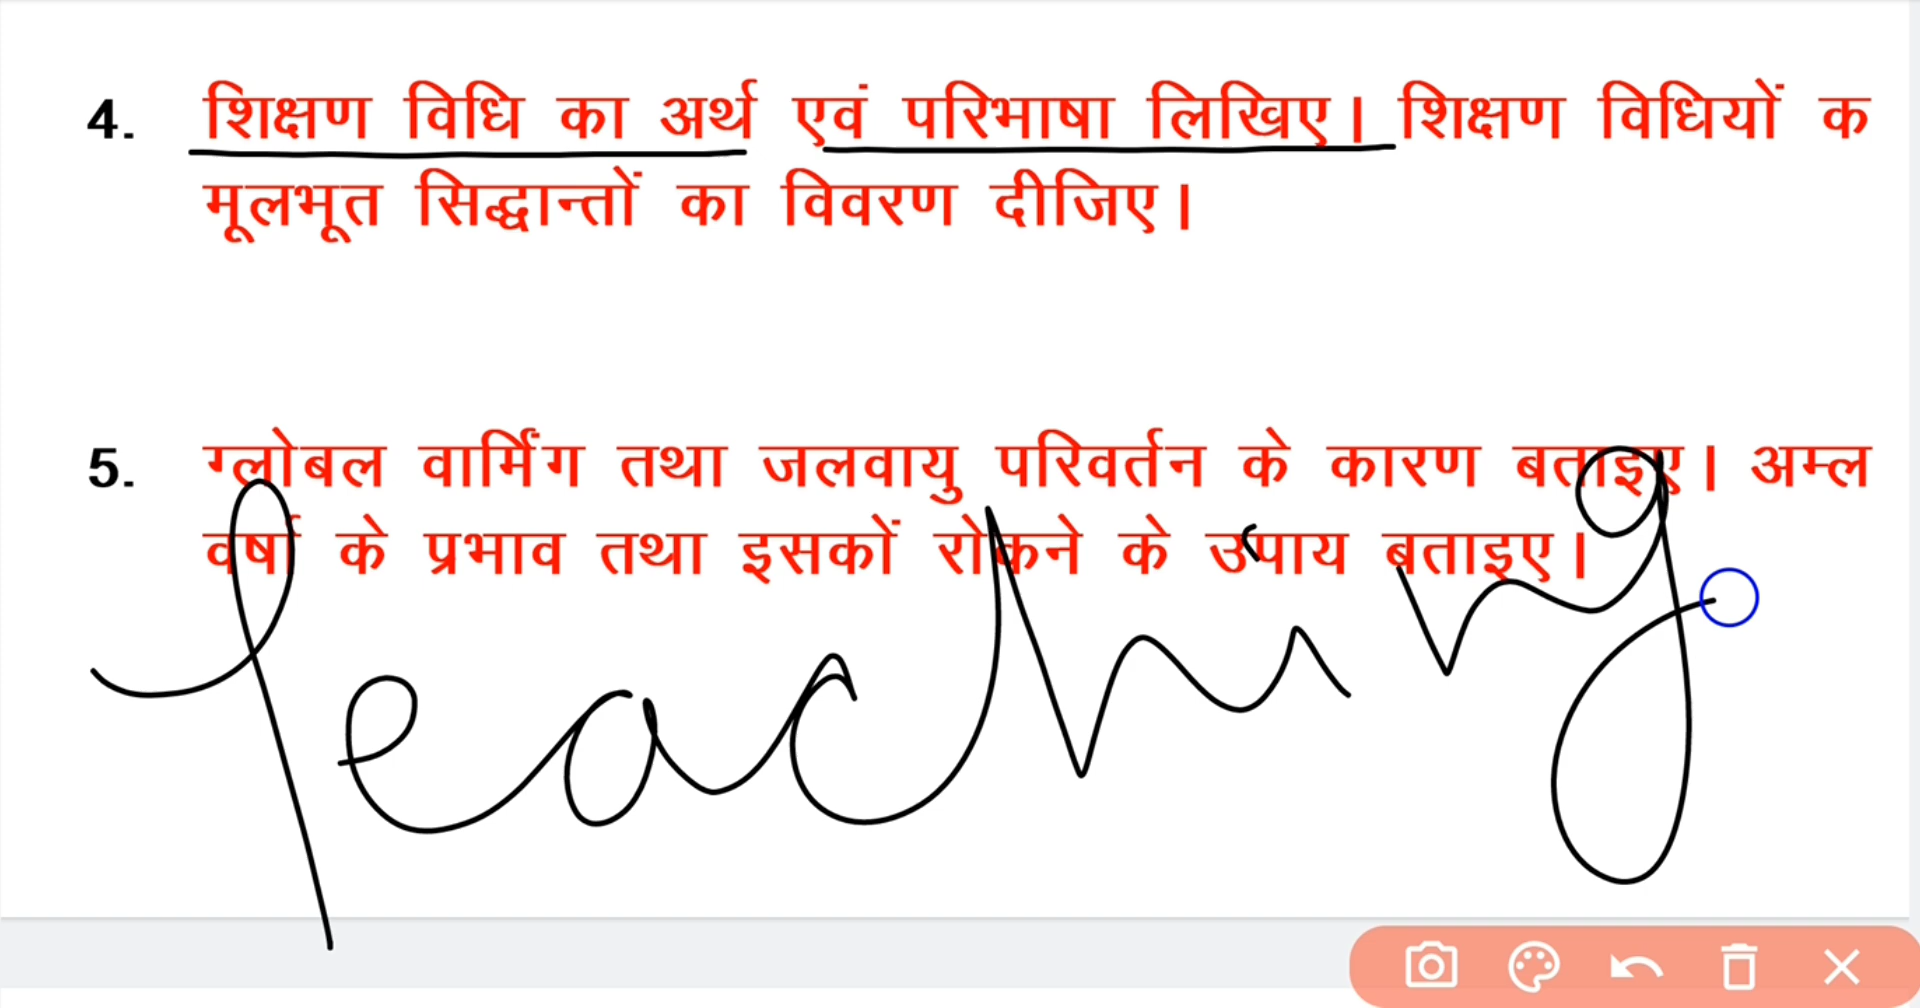 4. शिक्षण विधि का अर्थ एवं परिभाषा लिखिए। शिक्षण विधियों क
मूलभूत सिद्धान्तों का विवरण दीजिए।
5. ग्लोबल वार्मिंग तथा जलवायु परिवर्तन के कारण बताइए। अम्ल
वर्षा के प्रभाव तथा इसकों रोकने के उपाय बताइए।
Teaching